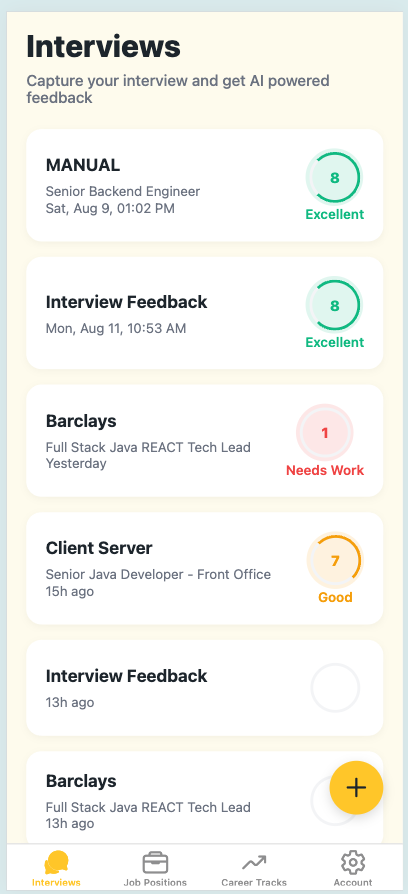 Interviews
Capture your interview and get AI powered
feedback
MANUAL
Senior Backend Engineer
Sat, Aug 9, 01:02 PM
8
Excellent
Interview Feedback
Mon, Aug 11, 10:53 AM
8
Excellent
Barclays
Full Stack Java REACT Tech Lead
Yesterday
1
Needs Work
Client Server
Senior Java Developer - Front Office
15h ago
7
Good
Interview Feedback
13h ago
Barclays
Full Stack Java REACT Tech Lead
13h ago
+
Interviews
Job Positions
Career Tracks
Account